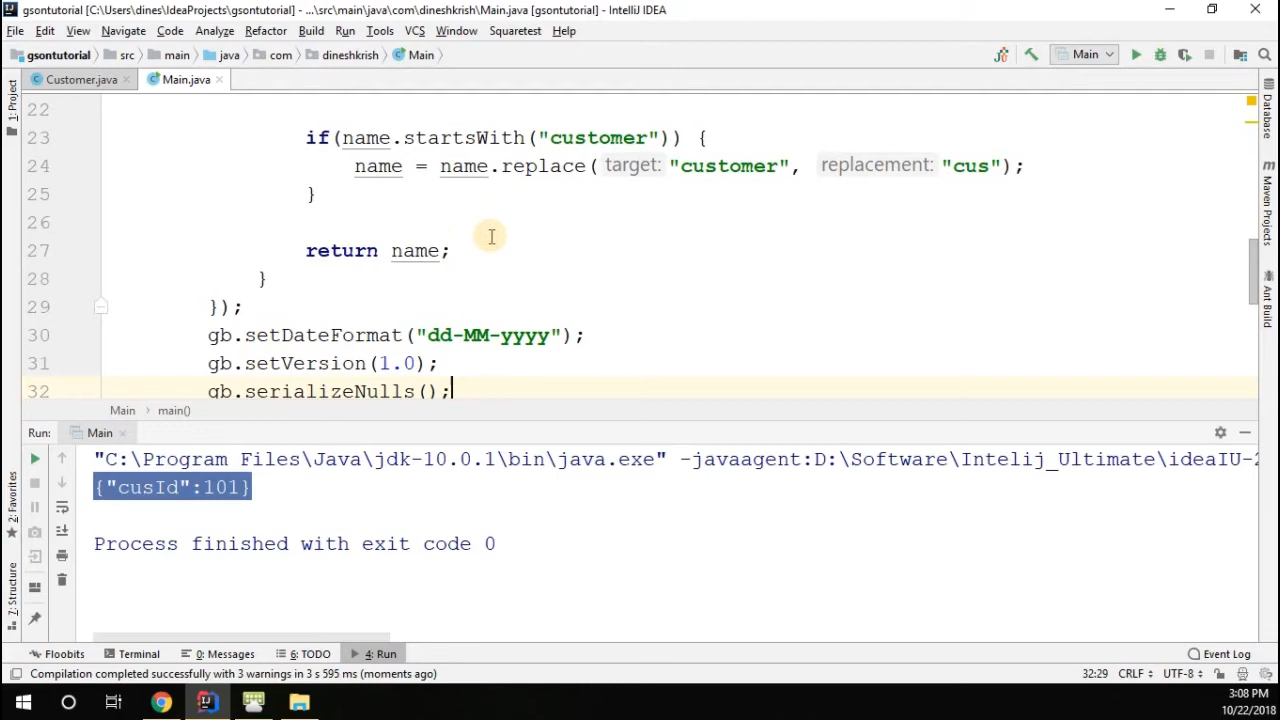 gsontutorial [C:\Users\dines\IdeaProjects\gsontutorial] - ...\src\main\java\com\dineshkrish\Main.java [gsontutorial] - IntelliJ IDEA
File Edit View Navigate Code Analyze Refactor Build Run Tools VCS Window Squaretest Help
gsontutorial src main java com dineshkrish Main Main
Customer.java Main.java
1: Project
Database
Maven Projects
Ant Build
22
23 if(name.startsWith("customer")) {
24 name = name.replace( target: "customer", replacement: "cus");
25 }
26
27 return name;
28 }
29 });
30 gb.setDateFormat("dd-MM-yyyy");
31 gb.setVersion(1.0);
32 gb.serializeNulls();
Main › main()
Run: Main
"C:\Program Files\Java\jdk-10.0.1\bin\java.exe" -javaagent:D:\Software\Intelij_Ultimate\ideaIU-2
{"cusId":101}
Process finished with exit code 0
2: Favorites
7: Structure
Floobits Terminal 0: Messages 6: TODO 4: Run Event Log
Compilation completed successfully with 3 warnings in 3 s 595 ms (moments ago) 32:29 CRLF UTF-8
3:08 PM
10/22/2018